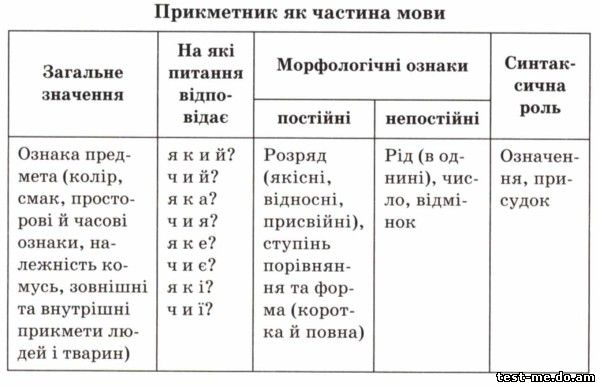 Прикметник як частина мови
Загальне
значення
На які
питання
відпо-
відає
Морфологічні ознаки
постійні
непостійні
Синтак-
сична
роль
Ознака пред-
мета (колір,
смак, просто-
рові й часові
ознаки, на-
лежність ко-
мусь, зовнішні
та внутрішні
прикмети лю-
дей і тварин)
я к и й?
ч и й?
я к а?
ч и я?
я к е?
ч и є?
я к і?
ч и ї?
Розряд
(якісні,
відносні,
присвійні),
ступінь
порівнян-
ня та фор-
ма (корот-
ка й повна)
Рід (в од-
нині), чис-
ло, відмі-
нок
Означен-
ня, при-
судок
test-me.do.am